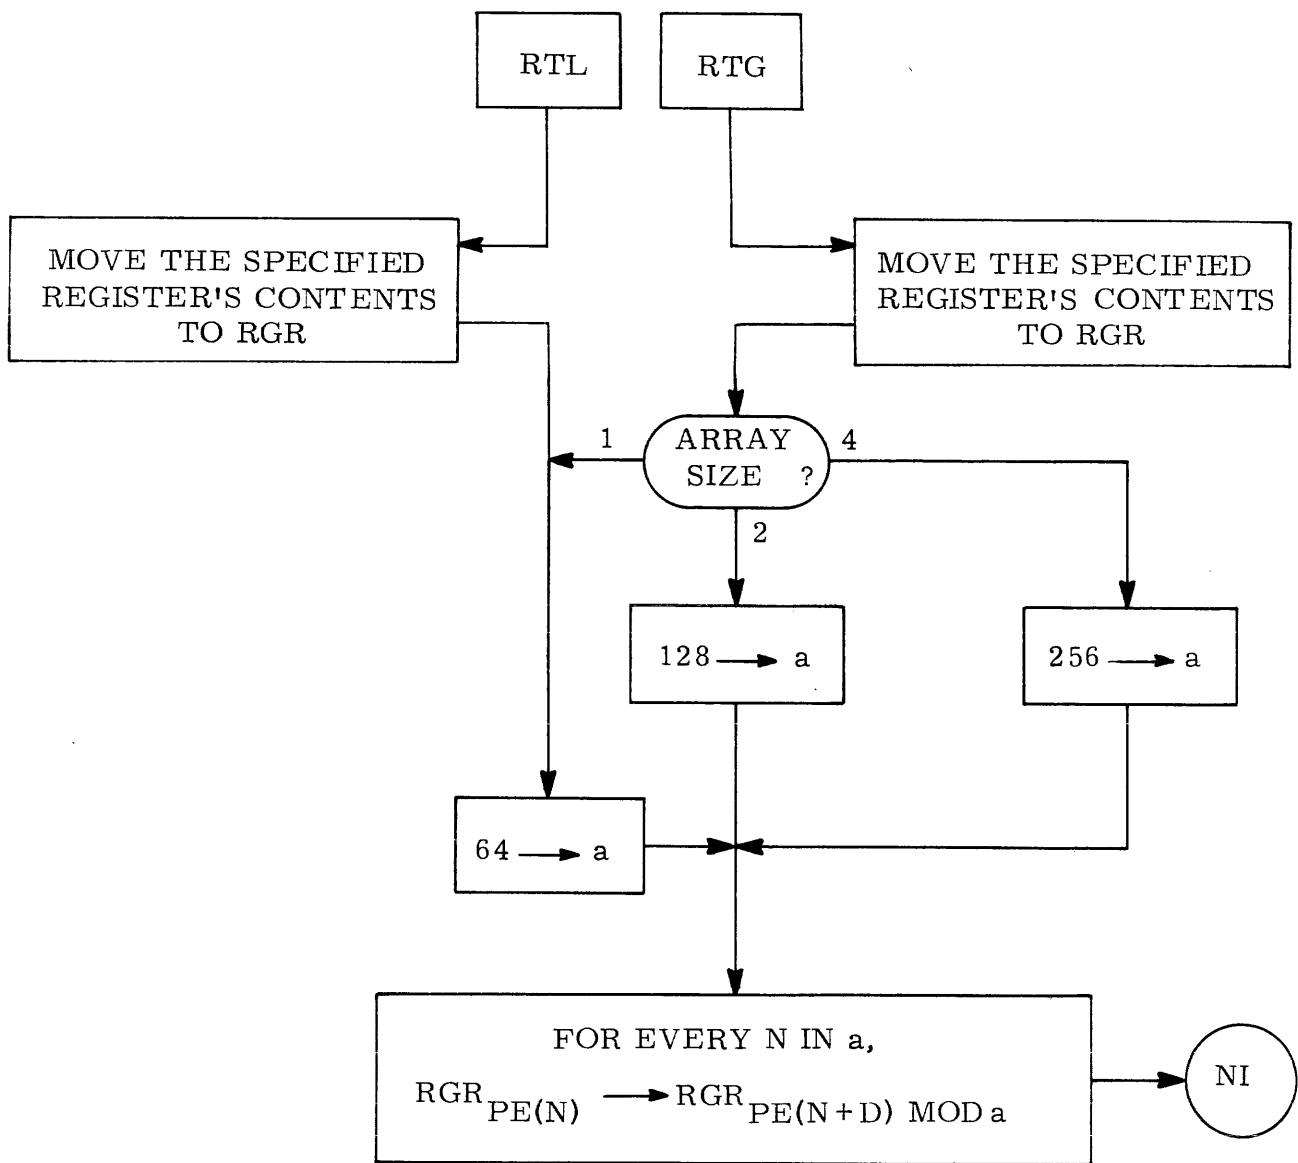 RTL
RTG
MOVE THE SPECIFIED
REGISTER'S CONTENTS
TO RGR
MOVE THE SPECIFIED
REGISTER'S CONTENTS
TO RGR
1
ARRAY
SIZE ?
4
2
128 → a
256 → a
64 → a
FOR EVERY N IN a,
RGR PE(N) → RGR PE(N+D) MOD a
NI